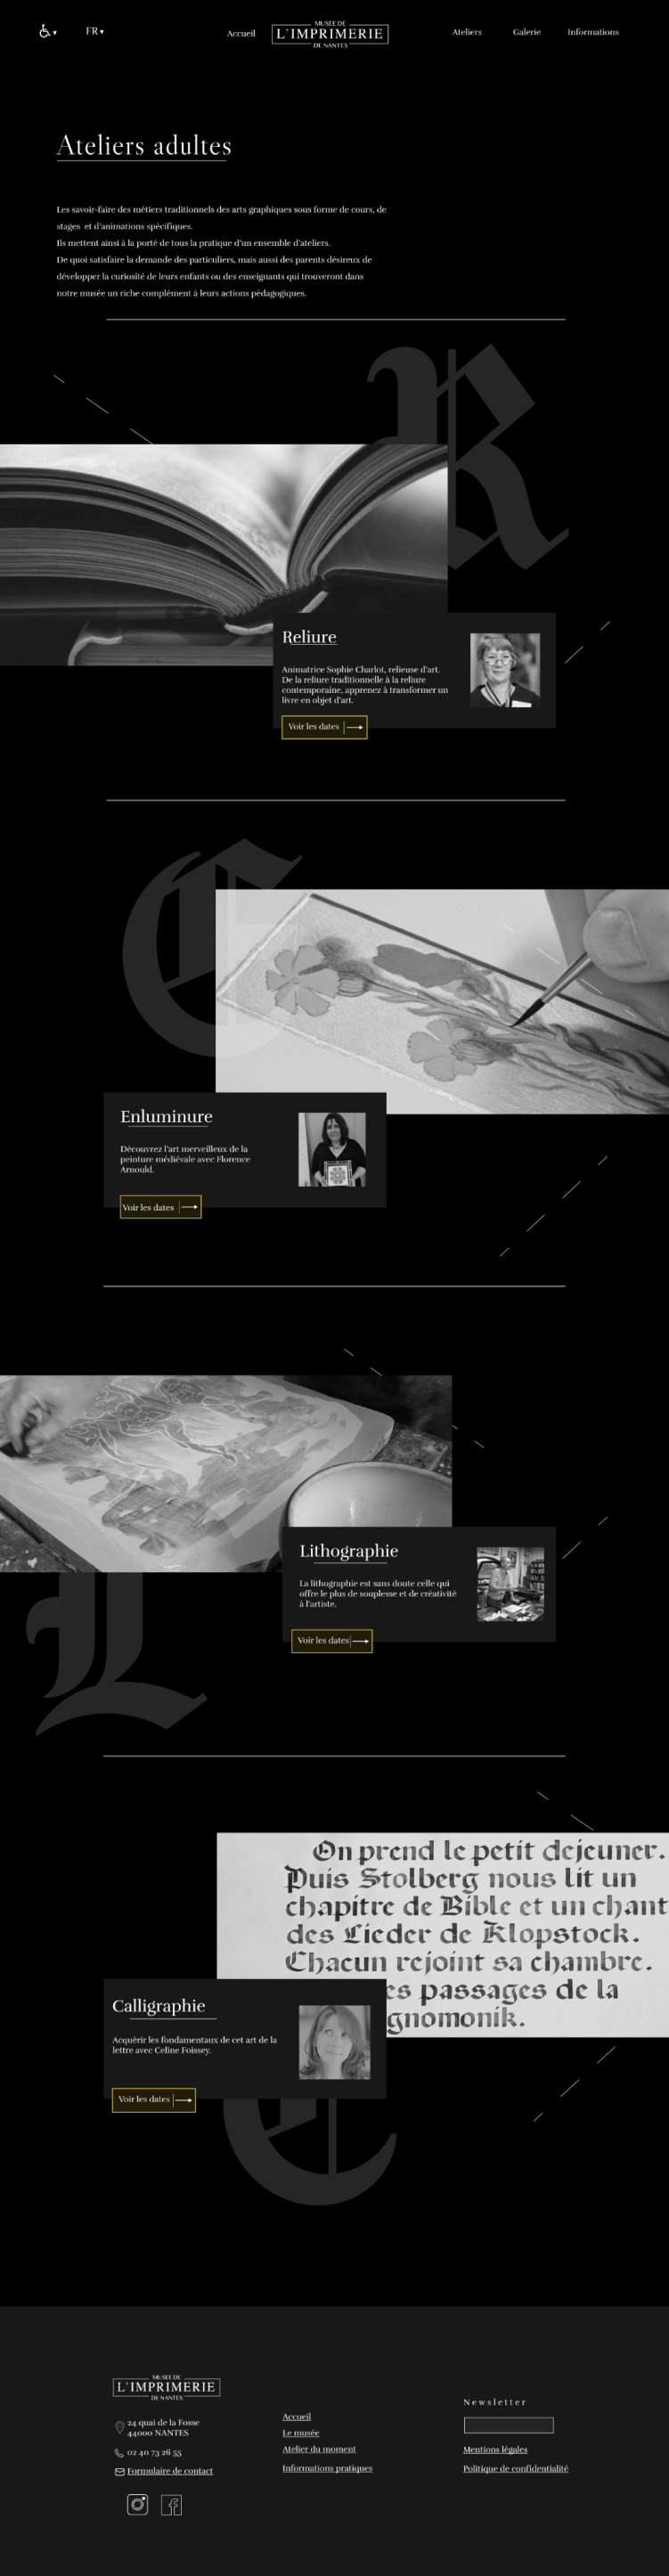 FR
Accueil
MUSÉE DE
L'IMPRIMERIE
DE NANTES
Ateliers
Galerie
Informations
Ateliers adultes
Les savoir-faire des métiers traditionnels des arts graphiques sous forme de cours, de
stages et d'animations spécifiques.
Ils mettent ainsi à la porté de tous la pratique d'un ensemble d'ateliers.
De quoi satisfaire la demande des particuliers, mais aussi des parents désireux de
développer la curiosité de leurs enfants ou des enseignants qui trouveront dans
notre musée un riche complément à leurs actions pédagogiques.
R
Reliure
Animatrice Sophie Charlot, relieuse d'art.
De la reliure traditionnelle à la reliure
contemporaine, apprenez à transformer un
livre en objet d'art.
Voir les dates
E
Enluminure
Découvrez l'art merveilleux de la
peinture médiévale avec Florence
Arnould.
Voir les dates
Lithographie
La lithographie est sans doute celle qui
offre le plus de souplesse et de créativité
à l'artiste.
Voir les dates
L
On prend le petit dejeuner.
Puis Stolberg nous lit un
chapitre de Bible et un chant
des Lieder de Klopstock.
Chacun rejoint sa chambre.
es passages de la
gnomonik.
Calligraphie
Acquérir les fondamentaux de cet art de la
lettre avec Celine Foissey.
Voir les dates
C
MUSÉE DE
L'IMPRIMERIE
DE NANTES
24 quai de la Fosse
44000 NANTES
02 40 73 26 55
Formulaire de contact
Accueil
Le musée
Atelier du moment
Informations pratiques
Newsletter
Mentions légales
Politique de confidentialité